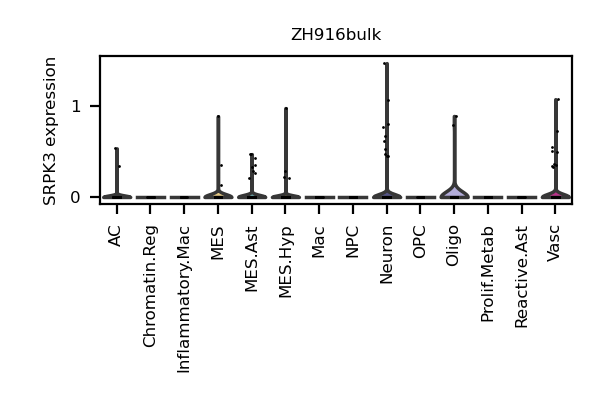 ZH916bulk
SRPK3 expression
1
0
AC
Chromatin.Reg
Inflammatory.Mac
MES
MES.Ast
MES.Hyp
Mac
NPC
Neuron
OPC
Oligo
Prolif.Metab
Reactive.Ast
Vasc